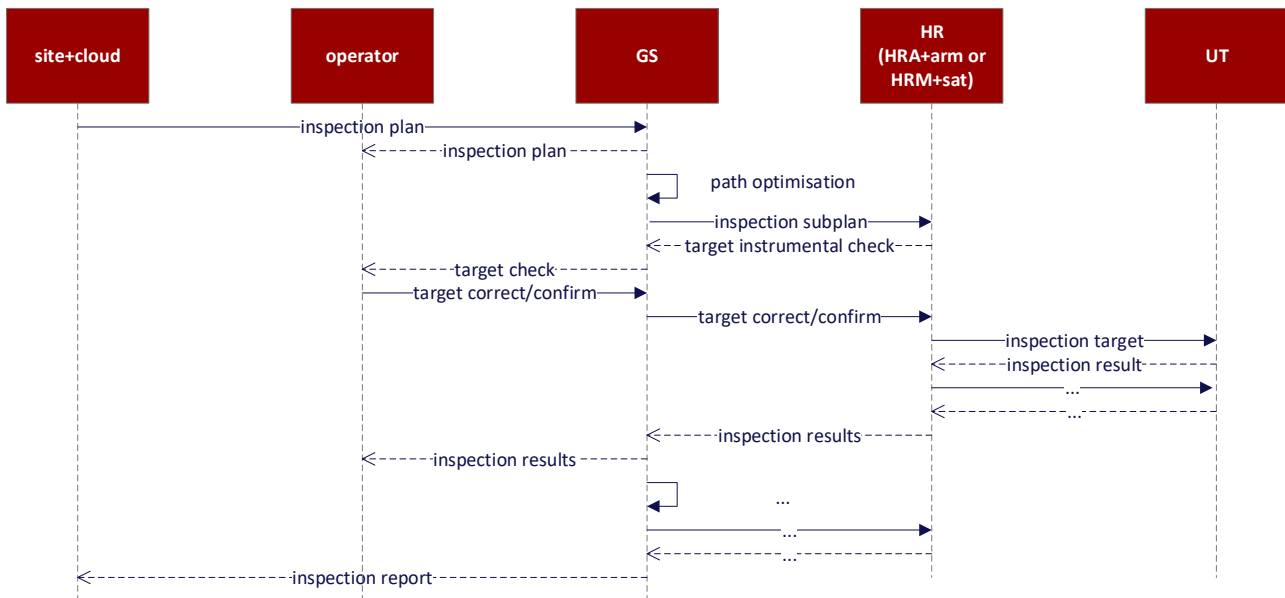 site+cloud
operator
GS
HR
(HRA+arm or
HRM+sat)
UT
inspection plan
inspection plan
path optimisation
inspection subplan
target instrumental check
target check
target correct/confirm
target correct/confirm
inspection target
inspection result
...
...
inspection results
inspection results
...
...
...
inspection report